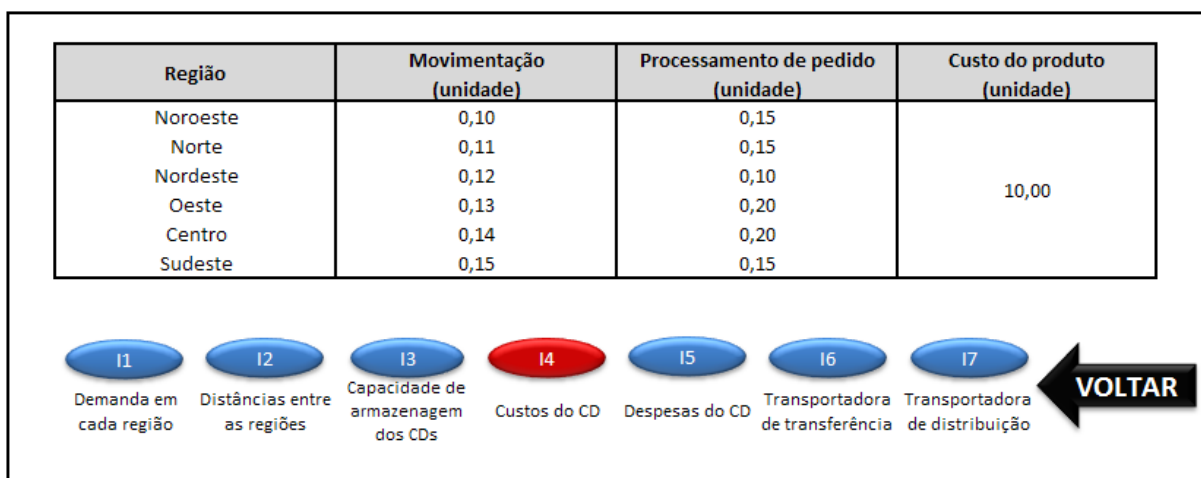 Região Movimentação (unidade) Processamento de pedido (unidade) Custo do produto (unidade)
Noroeste 0,10 0,15
Norte 0,11 0,15
Nordeste 0,12 0,10
10,00
Oeste 0,13 0,20
Centro 0,14 0,20
Sudeste 0,15 0,15
I1 I2 I3 I4 I5 I6 I7
VOLTAR
Demanda em cada região
Distâncias entre as regiões
Capacidade de armazenagem dos CDs
Custos do CD
Despesas do CD
Transportadora de transferência
Transportadora de distribuição